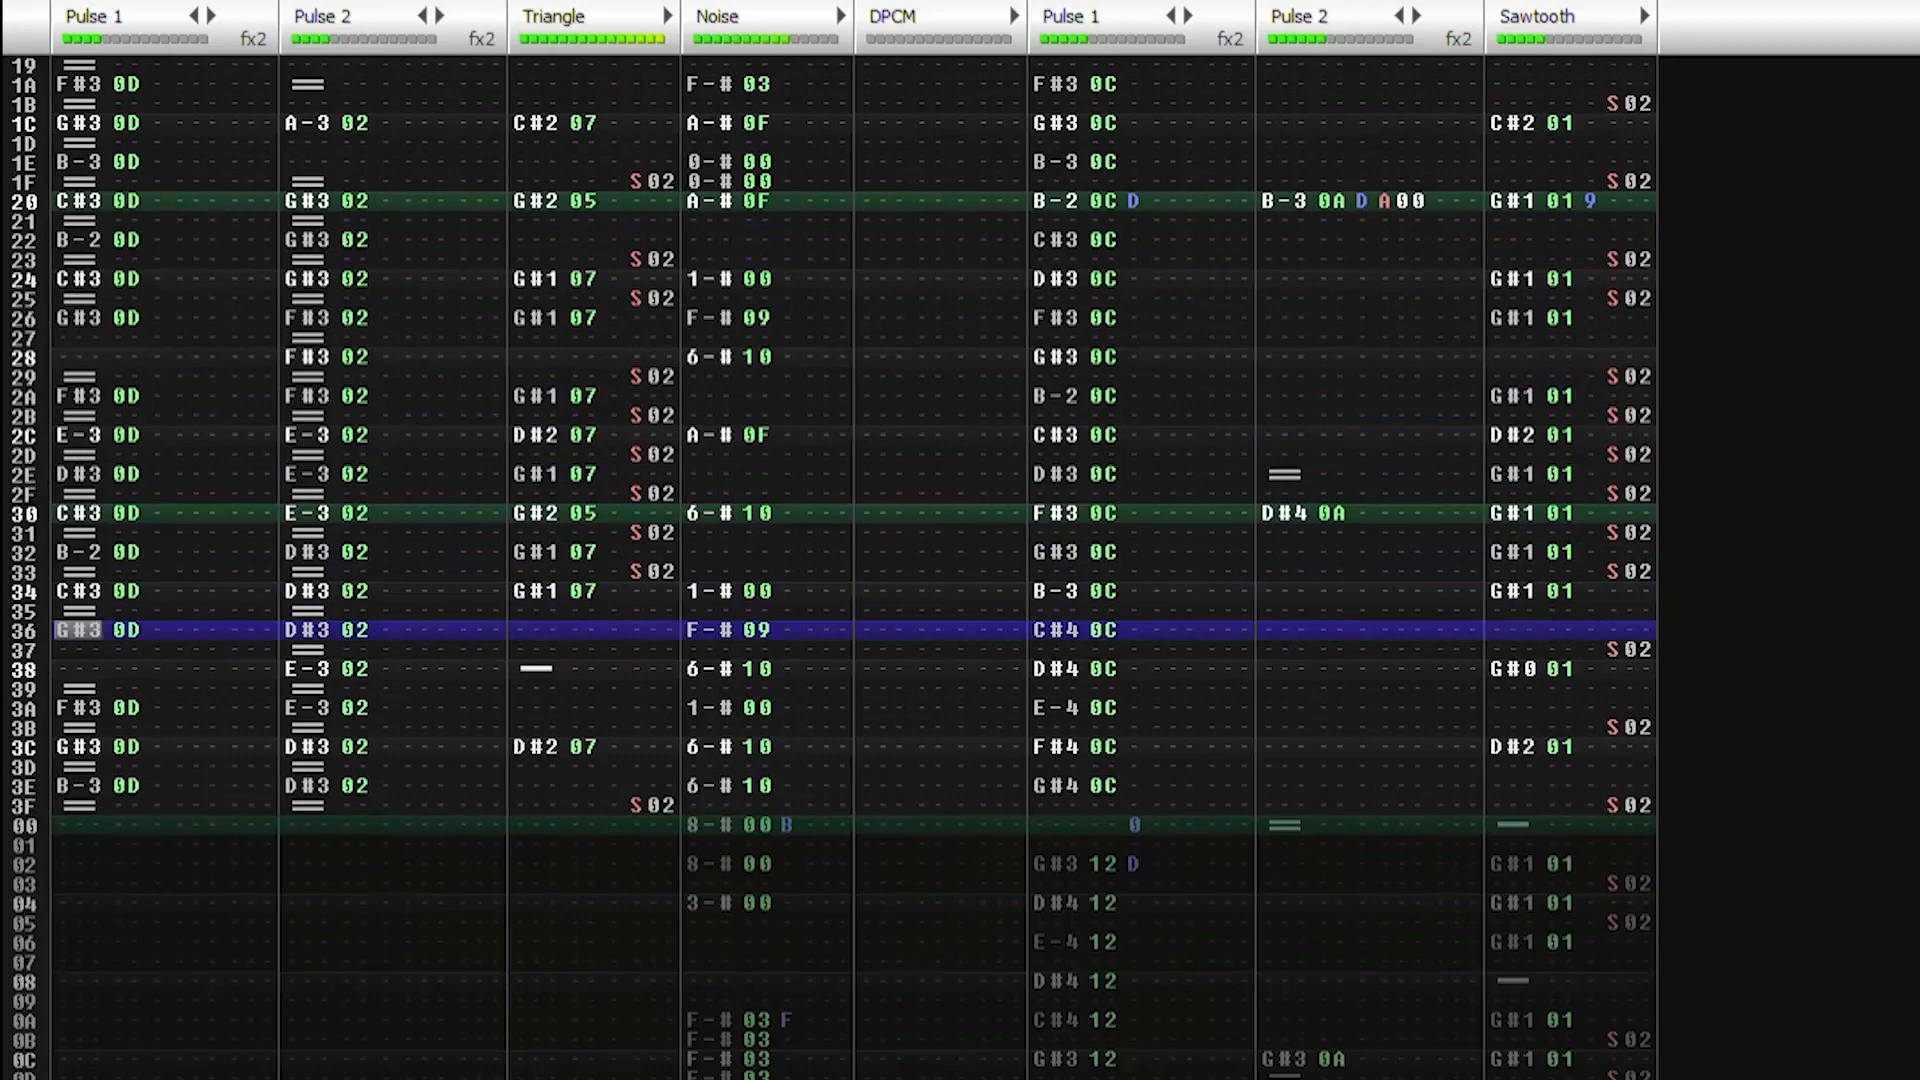 Pulse 1 Pulse 2 Triangle Noise DPCM Pulse 1 Pulse 2 Sawtooth
fx2 fx2 fx2 fx2
19
1A F#3 0D F-# 03 F#3 0C
1B S02
1C G#3 0D A-3 02 C#2 07 A-# 0F G#3 0C C#2 01
1D
1E B-3 0D 0-# 00 B-3 0C
1F S02 0-# 00 S02
20 C#3 0D G#3 02 G#2 05 A-# 0F B-2 0C D B-3 0A D A00 G#1 01 9
21
22 B-2 0D G#3 02 C#3 0C
23 S02 S02
24 C#3 0D G#3 02 G#1 07 1-# 00 D#3 0C G#1 01
25 S02 S02
26 G#3 0D F#3 02 G#1 07 F-# 09 F#3 0C G#1 01
27
28 F#3 02 6-# 10 G#3 0C
29 S02 S02
2A F#3 0D F#3 02 G#1 07 B-2 0C G#1 01
2B S02 S02
2C E-3 0D E-3 02 D#2 07 A-# 0F C#3 0C D#2 01
2D S02 S02
2E D#3 0D E-3 02 G#1 07 D#3 0C G#1 01
2F S02 S02
30 C#3 0D E-3 02 G#2 05 6-# 10 F#3 0C D#4 0A G#1 01
31 S02 S02
32 B-2 0D D#3 02 G#1 07 G#3 0C G#1 01
33 S02 S02
34 C#3 0D D#3 02 G#1 07 1-# 00 B-3 0C G#1 01
35
36 G#3 0D D#3 02 F-# 09 C#4 0C
37 S02
38 E-3 02 6-# 10 D#4 0C G#0 01
39
3A F#3 0D E-3 02 1-# 00 E-4 0C
3B S02
3C G#3 0D D#3 02 D#2 07 6-# 10 F#4 0C D#2 01
3D
3E B-3 0D D#3 02 6-# 10 G#4 0C
3F S02 S02
00 8-# 00 B 0
01
02 8-# 00 G#3 12 D G#1 01
03 S02
04 3-# 00 D#4 12 G#1 01
05 S02
06 E-4 12 G#1 01
07
08 D#4 12
09
0A F-# 03 F C#4 12 G#1 01
0B F-# 03 S02
0C F-# 03 G#3 12 G#3 0A G#1 01